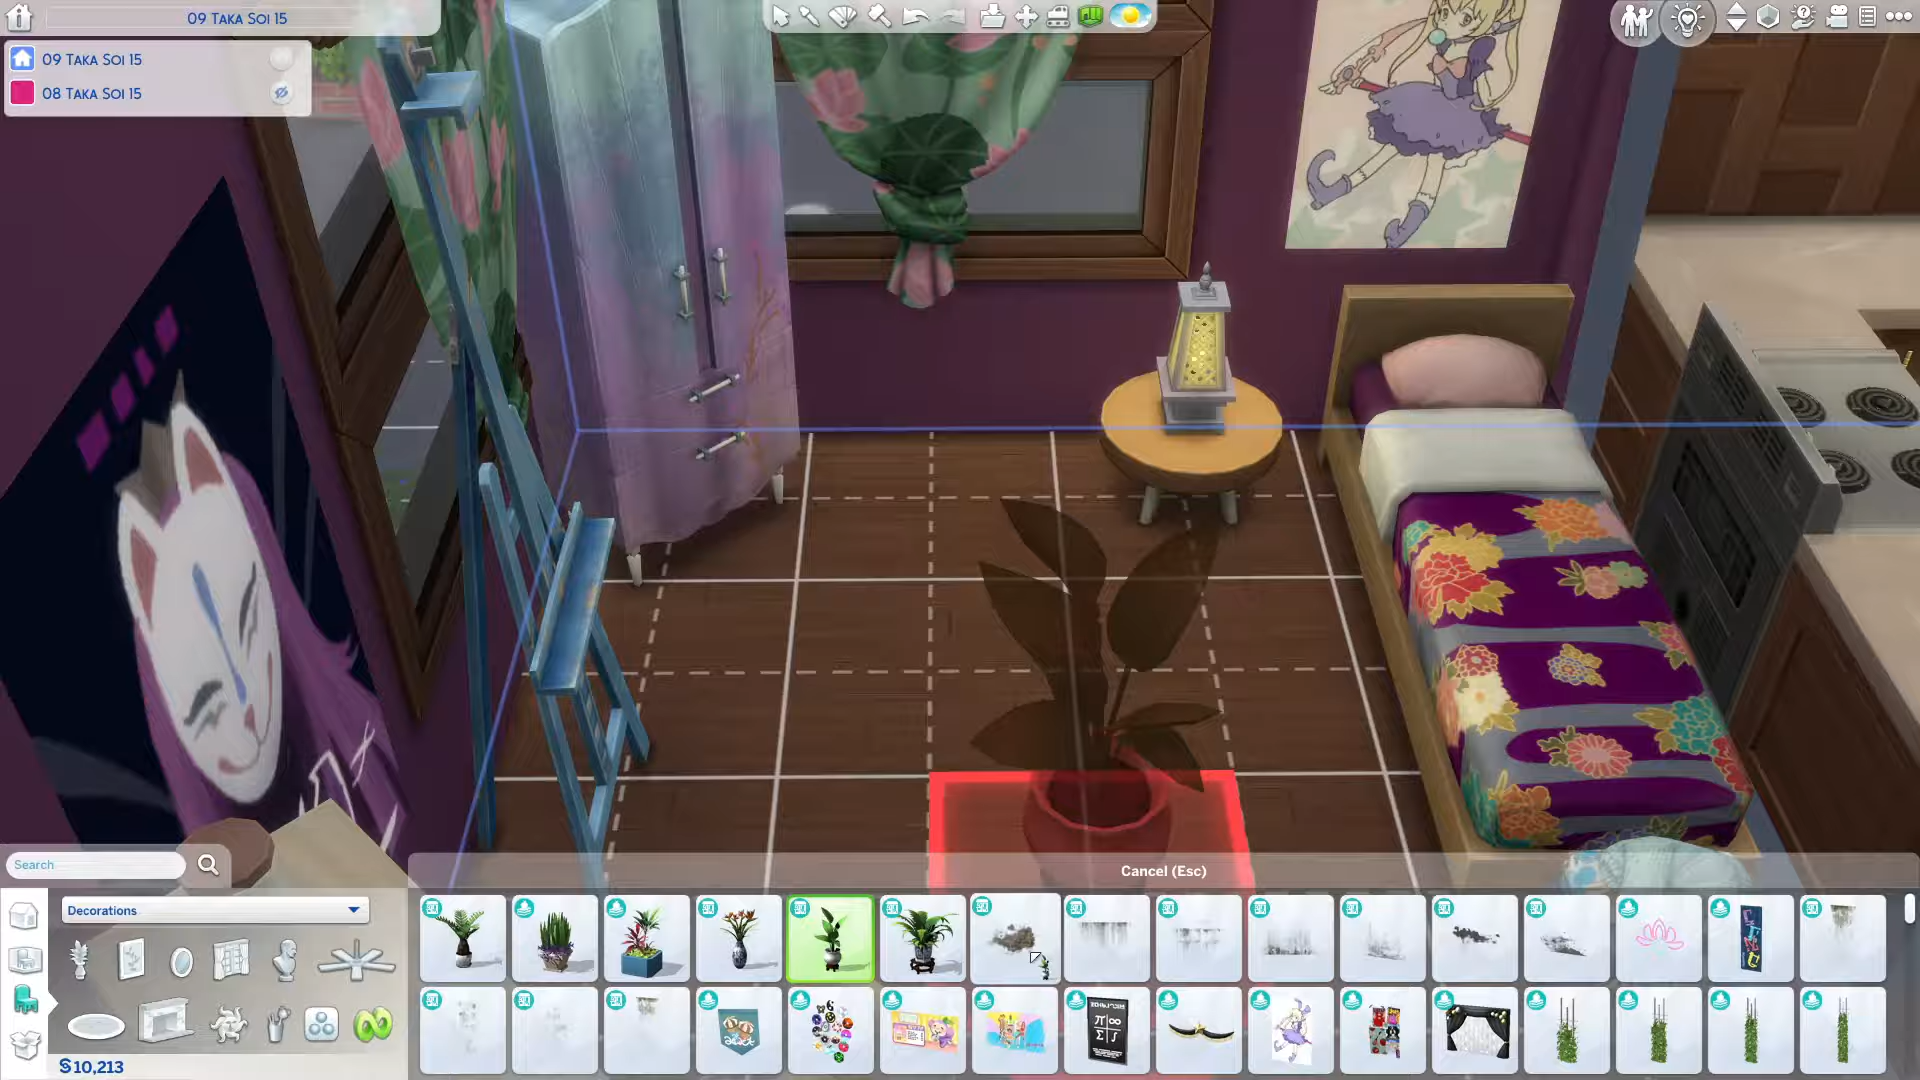 09 Taka Soi 15
09 Taka Soi 15
08 Taka Soi 15
Cancel (Esc)
Search
Decorations
§10,213